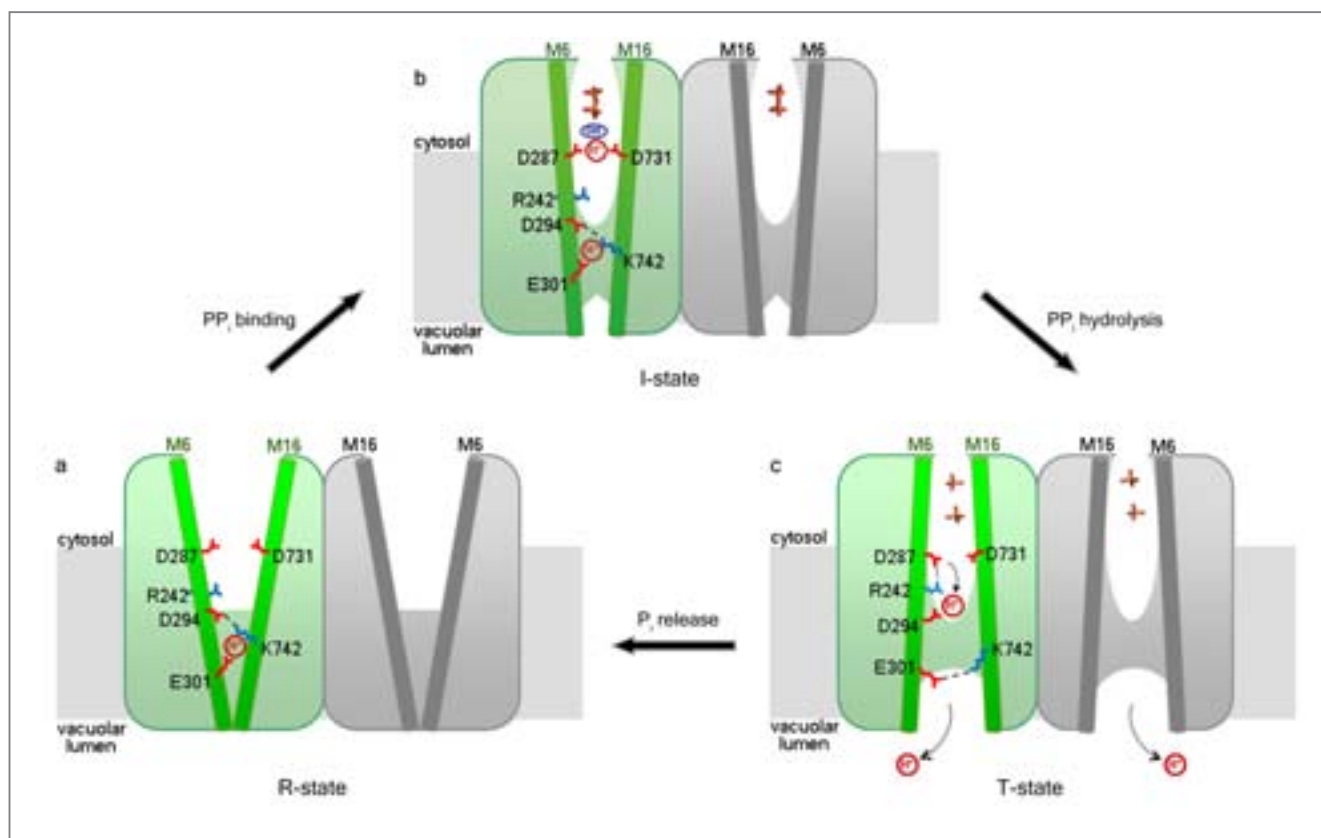 M6 M16 M16 M6
b
cytosol
D287 D731
R242
D294
K742
E301
vacuolar
lumen
I-state
PPi binding
PPi hydrolysis
M6 M16 M16 M6
a
cytosol
D287 D731
R242
D294
K742
E301
vacuolar
lumen
R-state
Pi release
M6 M16 M16 M6
c
cytosol
D287 D731
R242
H+
D294
K742
E301
vacuolar
lumen
H+ H+
T-state